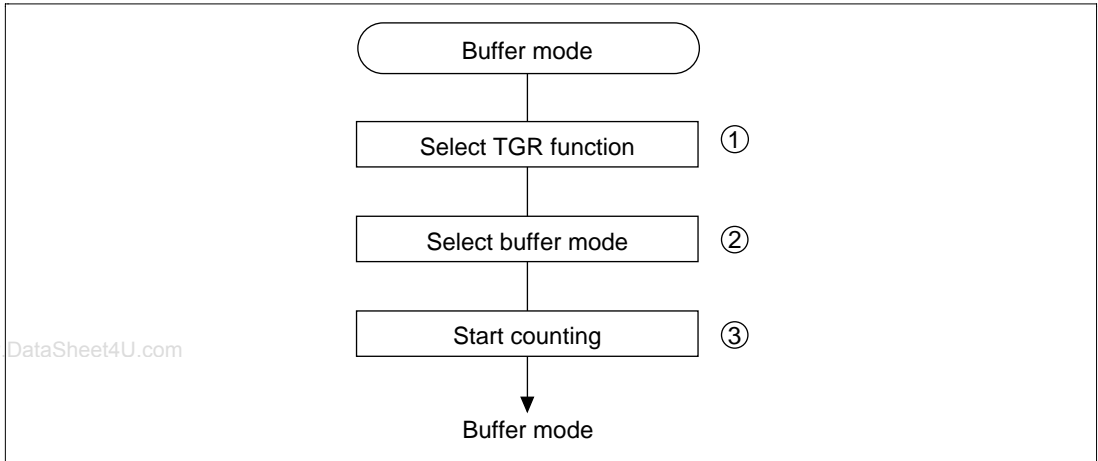 Buffer mode
Select TGR function ①
Select buffer mode ②
Start counting ③
.DataSheet4U.com
Buffer mode